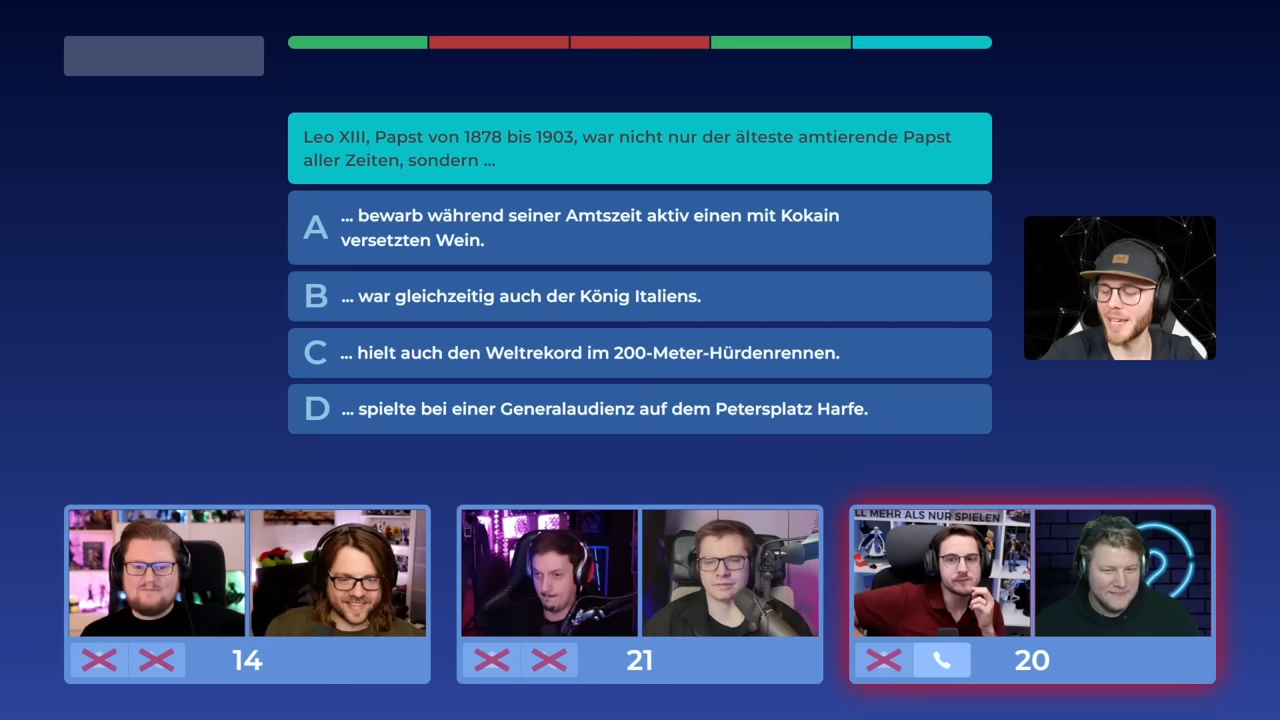 Leo XIII, Papst von 1878 bis 1903, war nicht nur der älteste amtierende Papst
aller Zeiten, sondern ...
A
... bewarb während seiner Amtszeit aktiv einen mit Kokain
versetzten Wein.
B ... war gleichzeitig auch der König Italiens.
C ... hielt auch den Weltrekord im 200-Meter-Hürdenrennen.
D ... spielte bei einer Generalaudienz auf dem Petersplatz Harfe.
LL MEHR ALS NUR SPIELEN
14
21
20